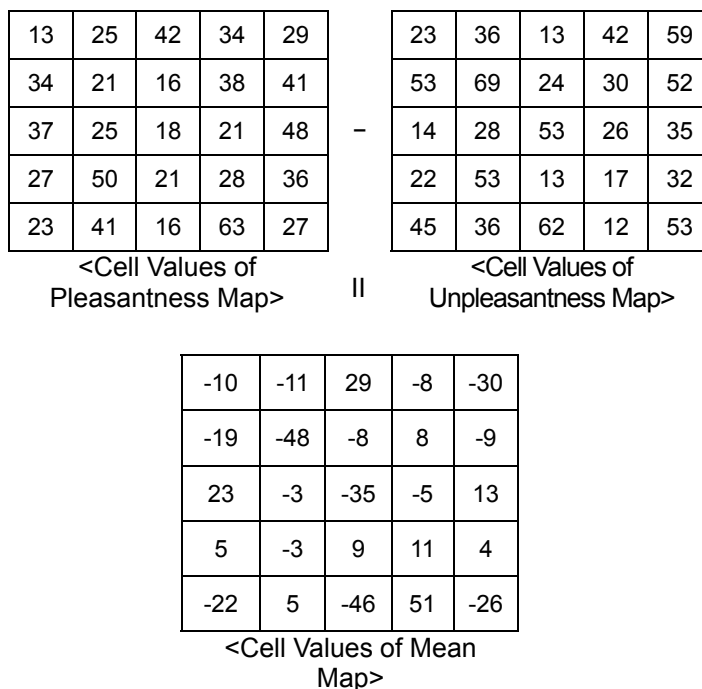 13 25 42 34 29 23 36 13 42 59
34 21 16 38 41 53 69 24 30 52
37 25 18 21 48 – 14 28 53 26 35
27 50 21 28 36 22 53 13 17 32
23 41 16 63 27 45 36 62 12 53
<Cell Values of
Pleasantness Map>
II
<Cell Values of
Unpleasantness Map>
-10 -11 29 -8 -30
-19 -48 -8 8 -9
23 -3 -35 -5 13
5 -3 9 11 4
-22 5 -46 51 -26
<Cell Values of Mean
Map>